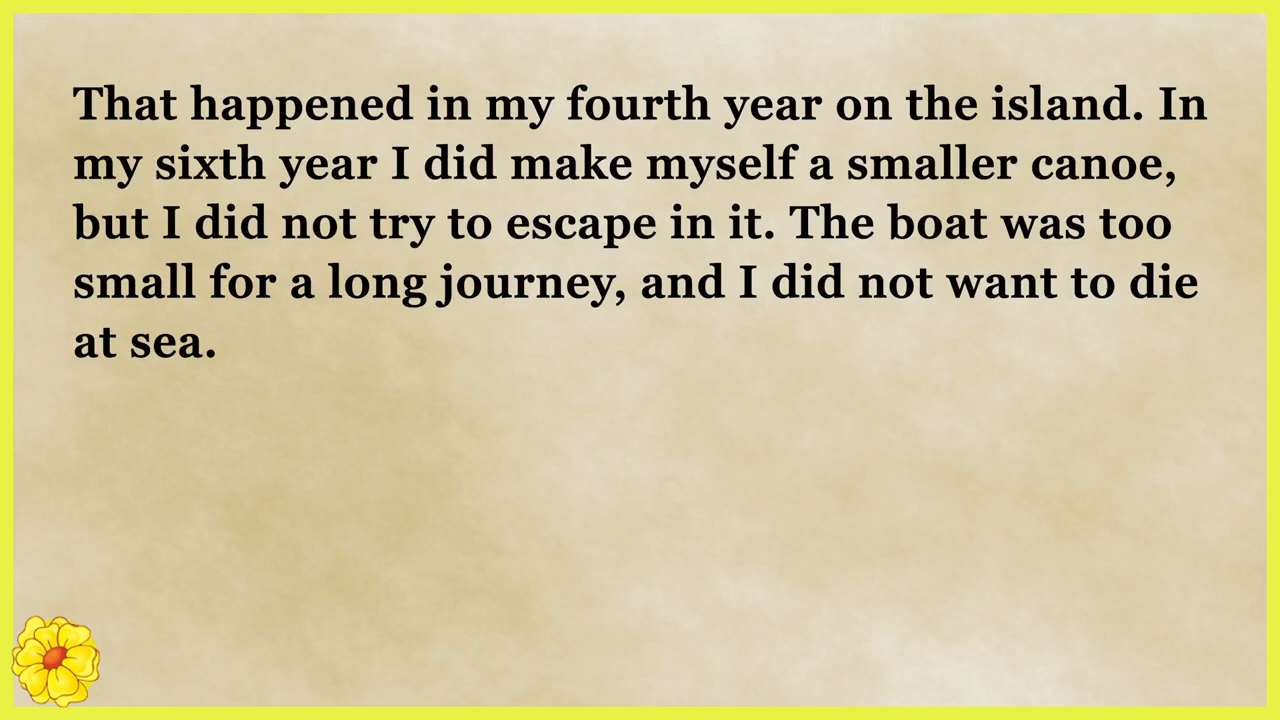 That happened in my fourth year on the island. In
my sixth year I did make myself a smaller canoe,
but I did not try to escape in it. The boat was too
small for a long journey, and I did not want to die
at sea.